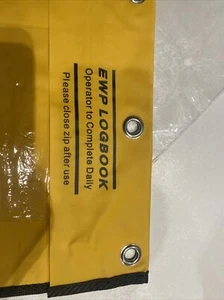 EWP LOGBOOK
Operator to Complete Daily
Please close zip after use